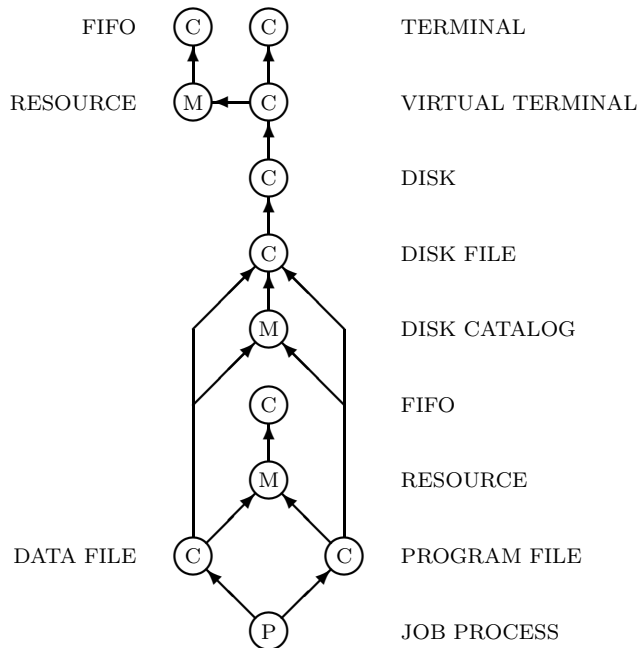 FIFO C C TERMINAL
RESOURCE M C VIRTUAL TERMINAL
C DISK
C DISK FILE
M DISK CATALOG
C FIFO
M RESOURCE
DATA FILE C C PROGRAM FILE
P JOB PROCESS